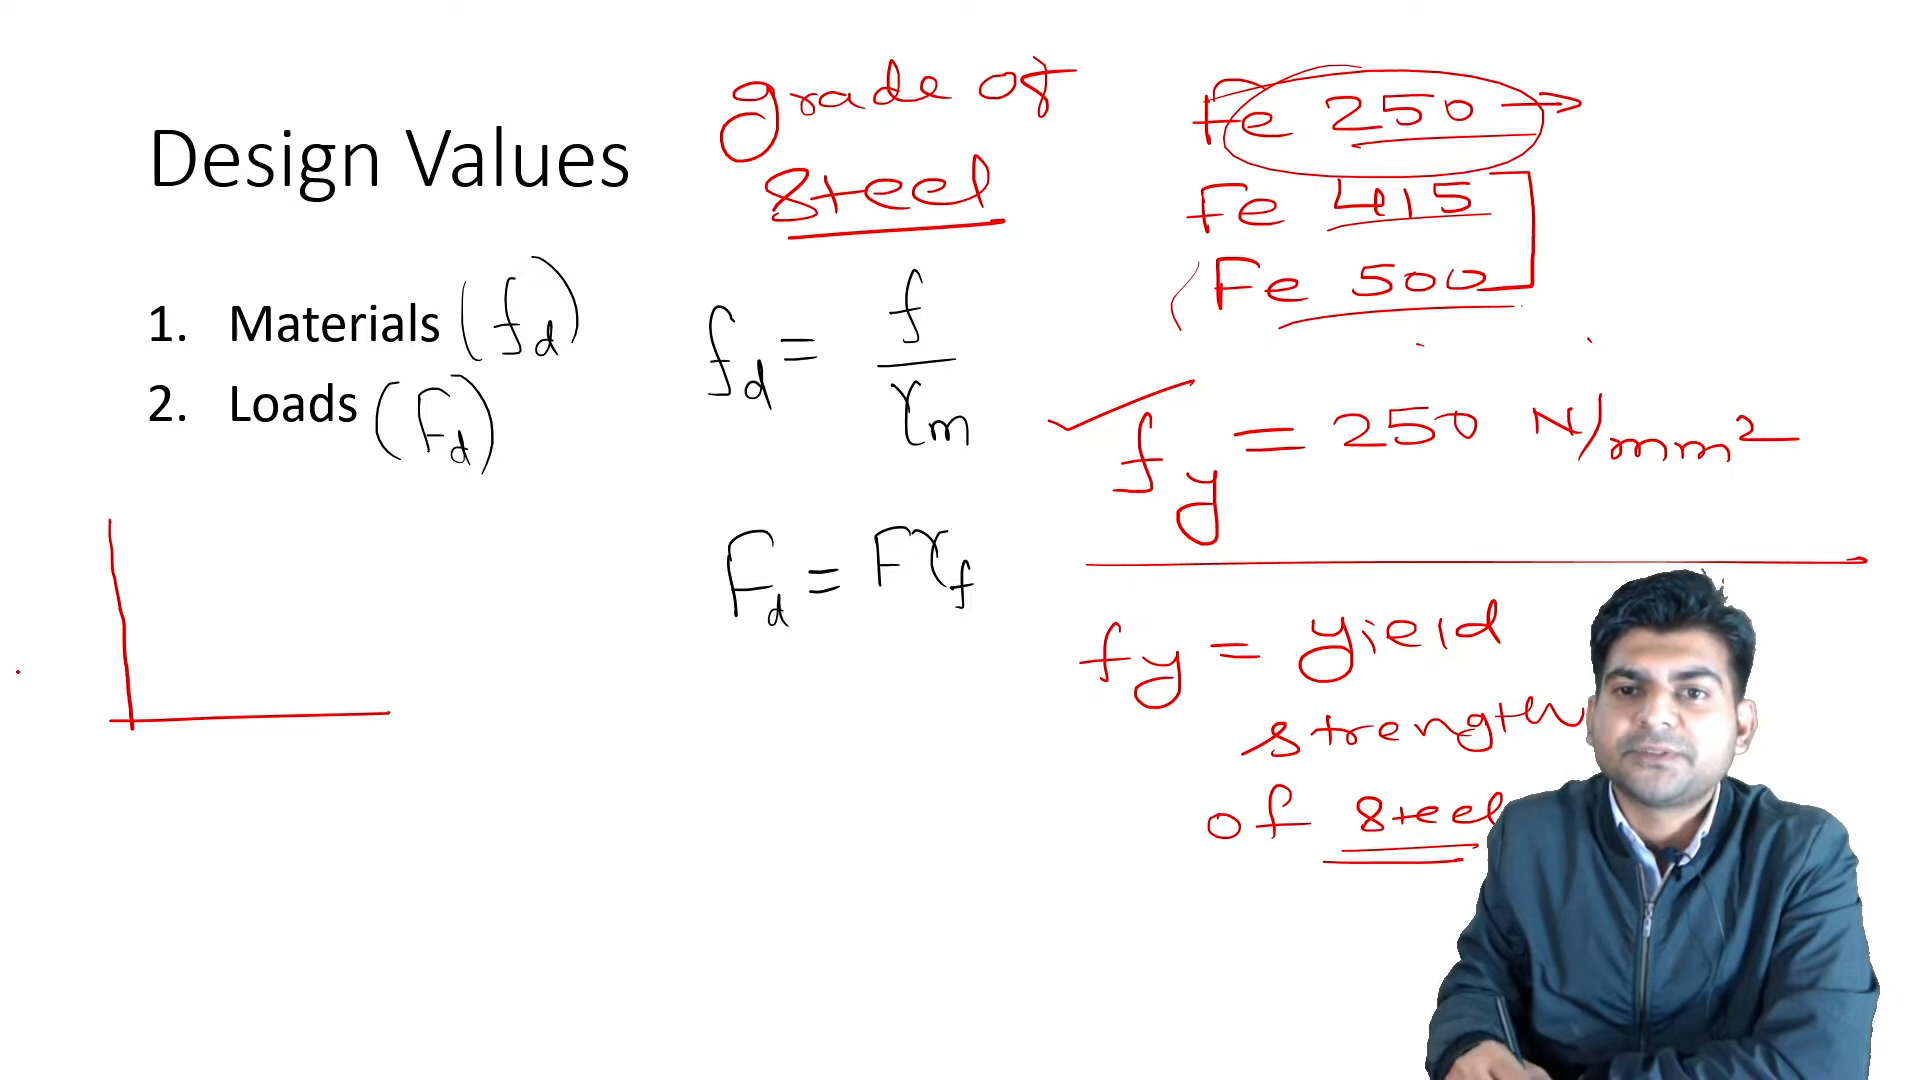 Design Values
1. Materials (fd)
2. Loads (Fd)
grade of
steel
fd = f / γm
Fd = Fγf
Fe 250 →
Fe 415
Fe 500
fy = 250 N/mm²
fy = yield
strength
of steel